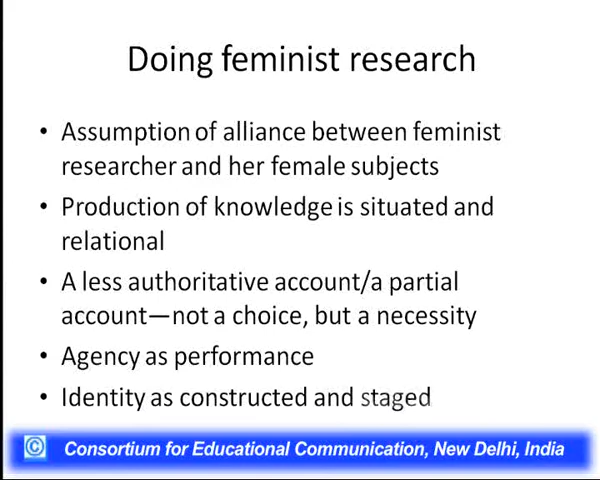 Doing feminist research
• Assumption of alliance between feminist
researcher and her female subjects
• Production of knowledge is situated and
relational
• A less authoritative account/a partial
account—not a choice, but a necessity
• Agency as performance
• Identity as constructed and staged
© Consortium for Educational Communication, New Delhi, India